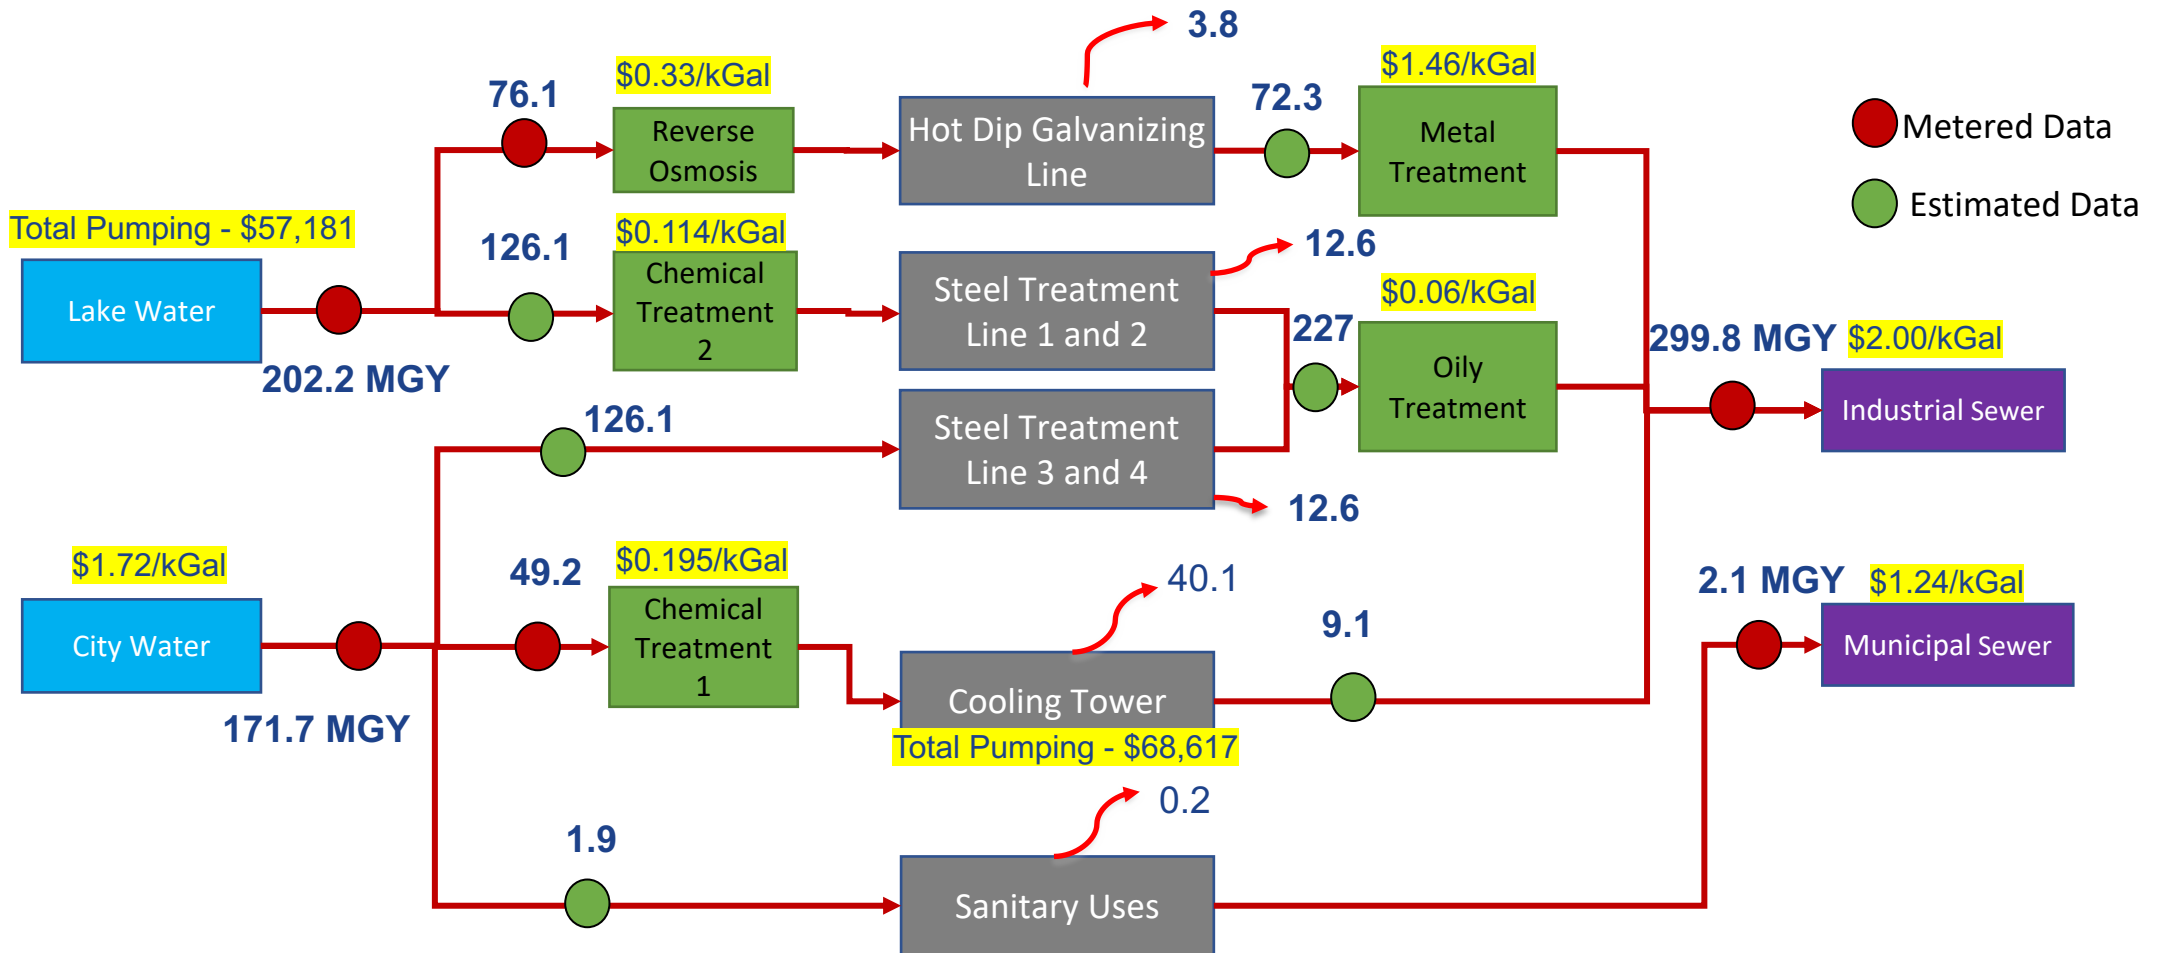 3.8
$0.33/kGal
$1.46/kGal
76.1
72.3
Reverse
Osmosis
Hot Dip Galvanizing
Line
Metal
Treatment
Metered Data
Estimated Data
Total Pumping - $57,181
126.1
$0.114/kGal
12.6
Lake Water
Chemical
Treatment
2
Steel Treatment
Line 1 and 2
$0.06/kGal
227
299.8 MGY
$2.00/kGal
202.2 MGY
Oily
Treatment
126.1
Steel Treatment
Line 3 and 4
Industrial Sewer
12.6
$1.72/kGal
49.2
$0.195/kGal
40.1
2.1 MGY
$1.24/kGal
City Water
Chemical
Treatment
1
9.1
Municipal Sewer
171.7 MGY
Cooling Tower
Total Pumping - $68,617
0.2
1.9
Sanitary Uses